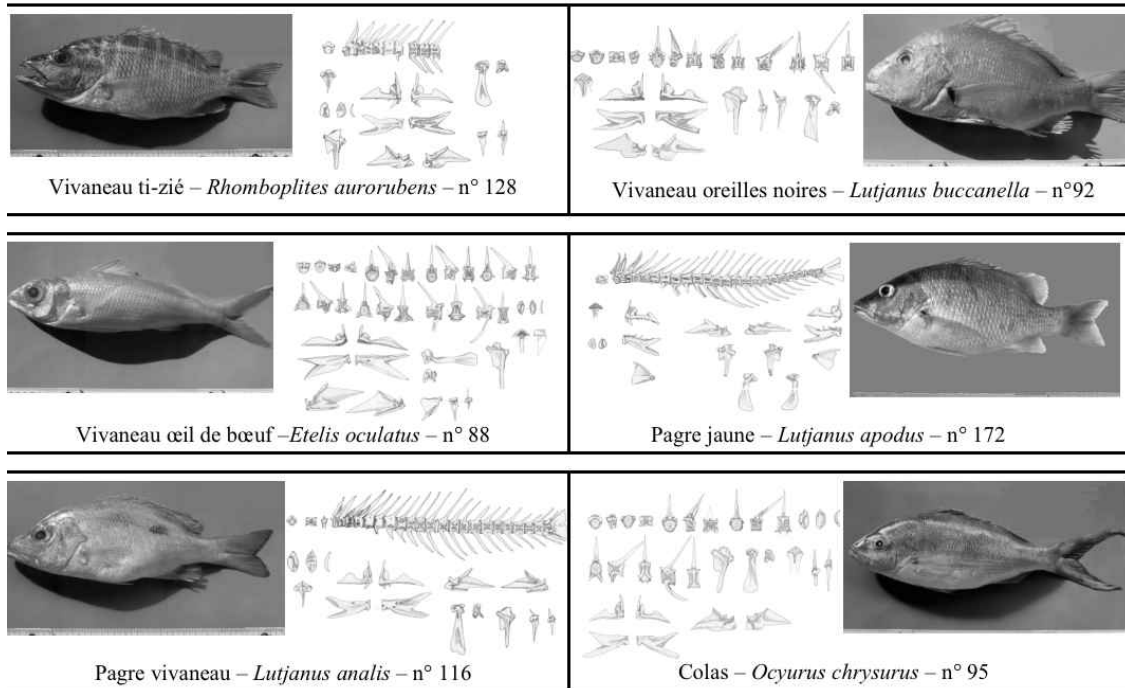 Vivaneau ti-zié – Rhomboplites aurorubens – n° 128
Vivaneau oreilles noires – Lutjanus buccanella – n°92
Vivaneau œil de bœuf –Etelis oculatus – n° 88
Pagre jaune – Lutjanus apodus – n° 172
Pagre vivaneau – Lutjanus analis – n° 116
Colas – Ocyurus chrysurus – n° 95